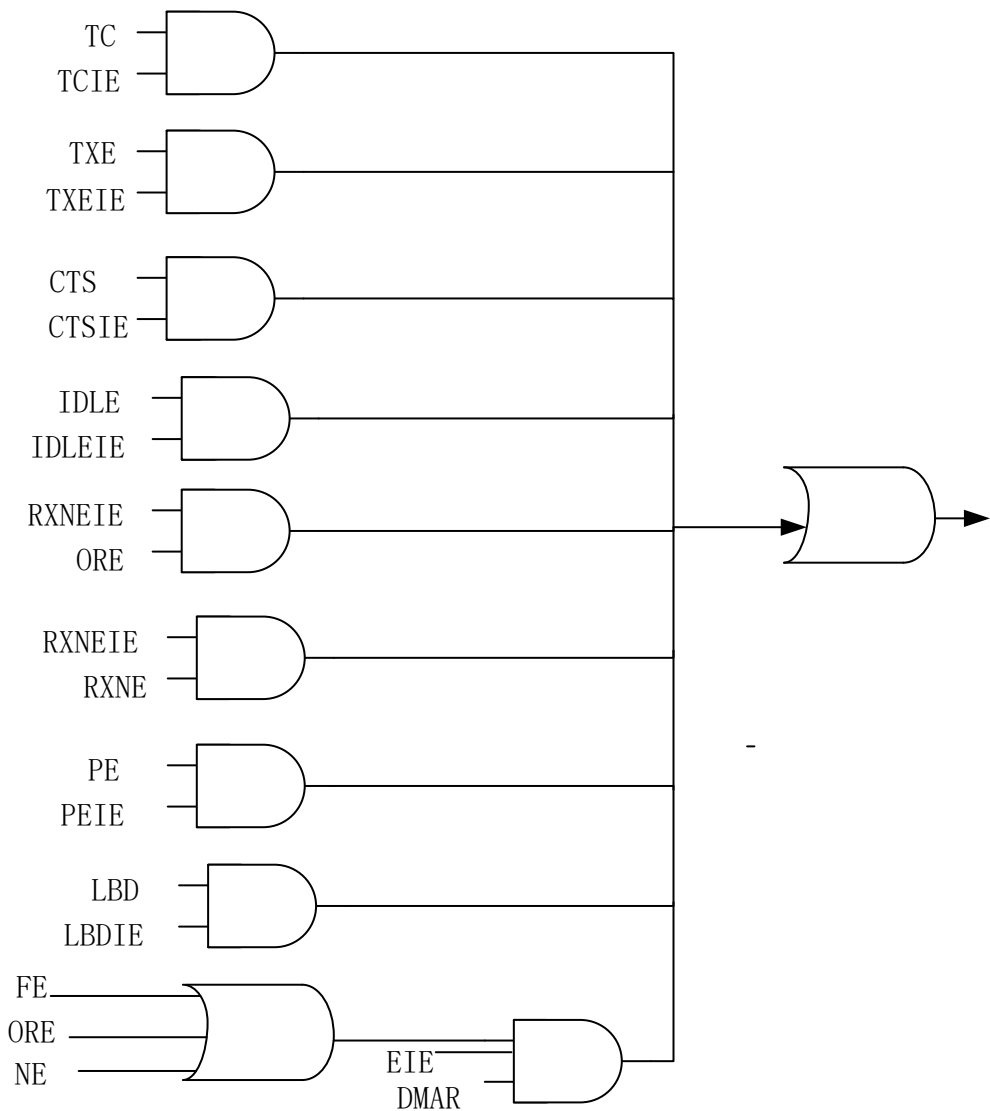 TC
TCIE
TXE
TXEIE
CTS
CTSIE
IDLE
IDLEIE
RXNEIE
ORE
RXNEIE
RXNE
PE
PEIE
LBD
LBDIE
FE
ORE
NE
EIE
DMAR